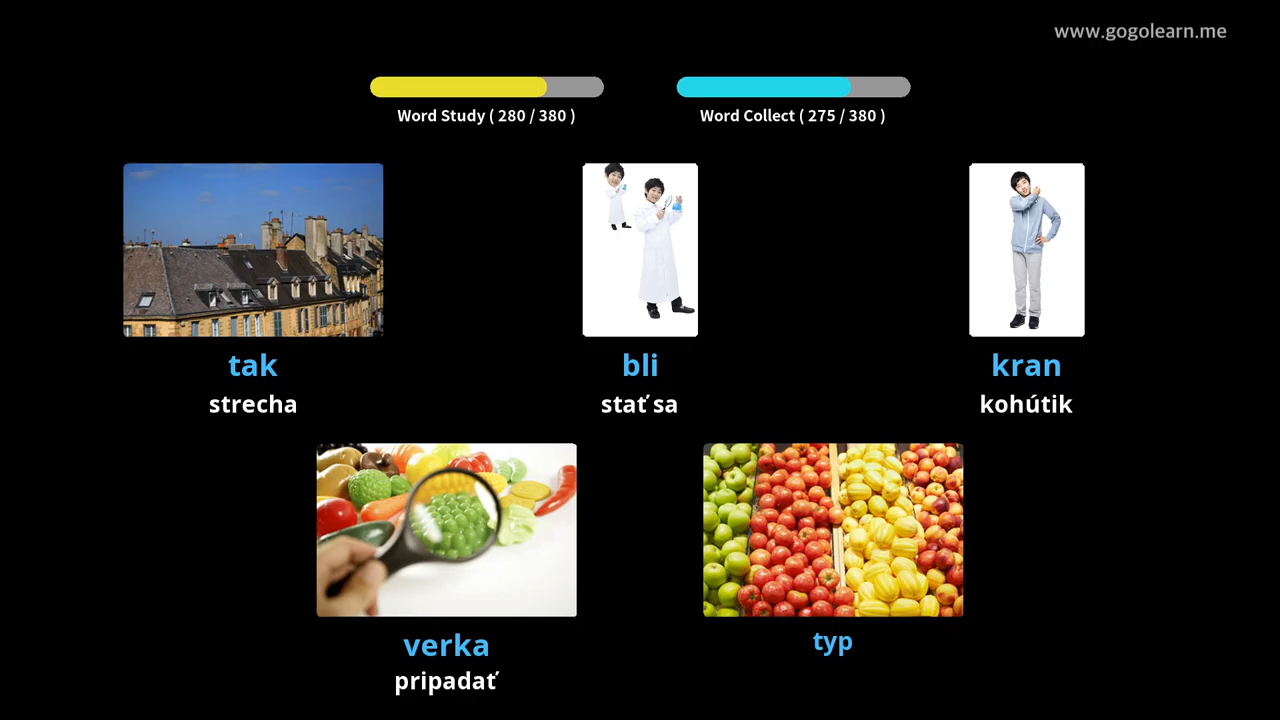 www.gogolearn.me
Word Study ( 280 / 380 )
Word Collect ( 275 / 380 )
tak
strecha
bli
stať sa
kran
kohútik
verka
pripadať
typ